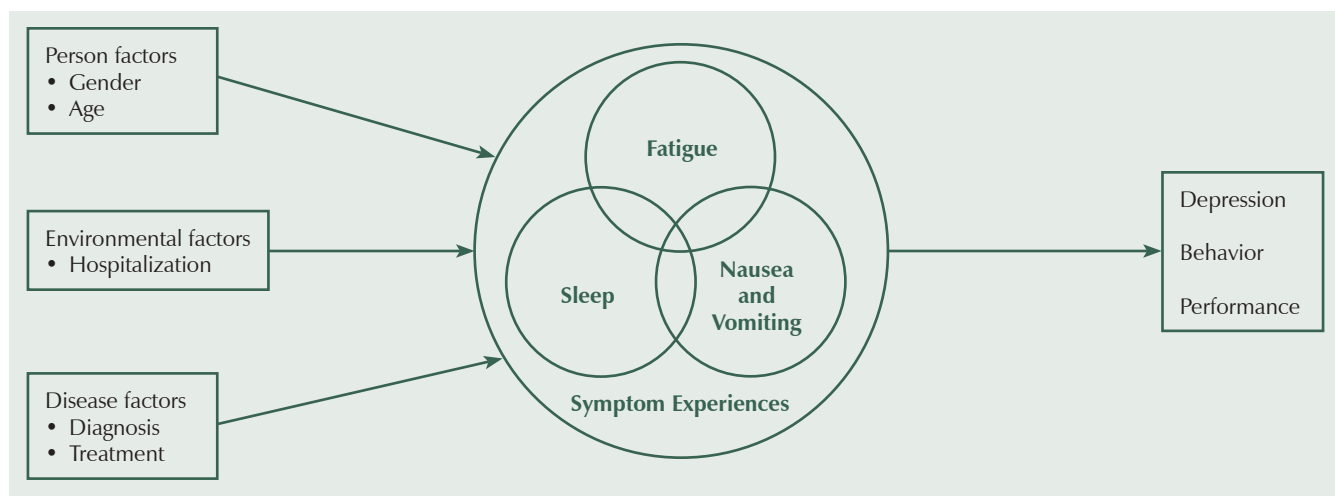 Person factors
• Gender
• Age
Environmental factors
• Hospitalization
Disease factors
• Diagnosis
• Treatment
Fatigue
Sleep
Nausea
and
Vomiting
Symptom Experiences
Depression
Behavior
Performance